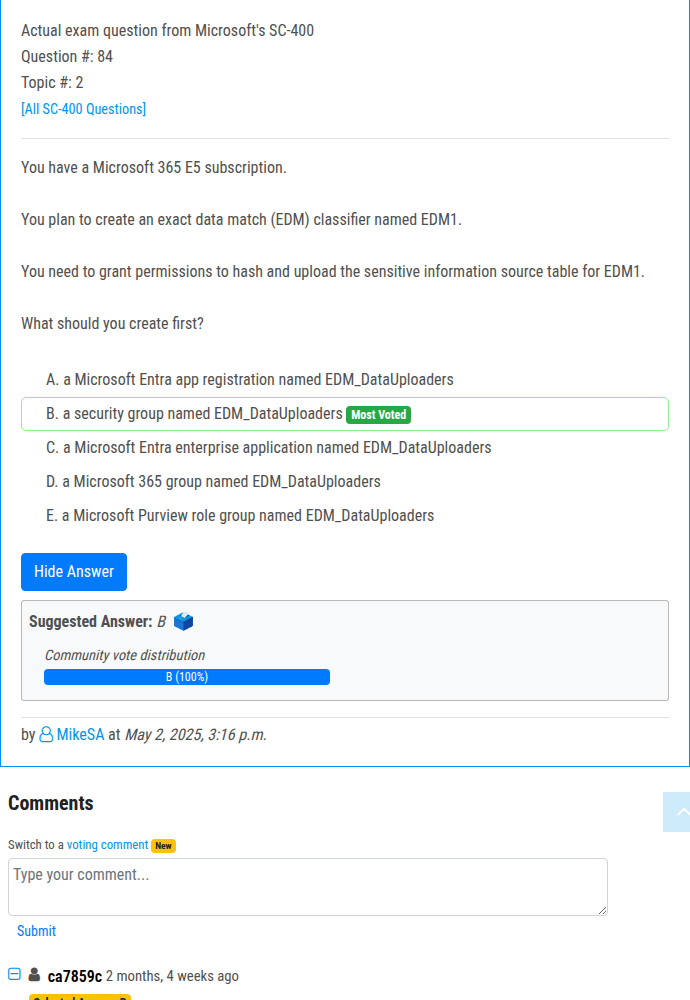 Actual exam question from Microsoft's SC-400
Question #: 84
Topic #: 2
[All SC-400 Questions]
You have a Microsoft 365 E5 subscription.
You plan to create an exact data match (EDM) classifier named EDM1.
You need to grant permissions to hash and upload the sensitive information source table for EDM1.
What should you create first?
A. a Microsoft Entra app registration named EDM_DataUploaders
B. a security group named EDM_DataUploaders Most Voted
C. a Microsoft Entra enterprise application named EDM_DataUploaders
D. a Microsoft 365 group named EDM_DataUploaders
E. a Microsoft Purview role group named EDM_DataUploaders
Hide Answer
Suggested Answer: B
Community vote distribution
B (100%)
by MikeSA at May 2, 2025, 3:16 p.m.
Comments
Switch to a voting comment New
Type your comment...
Submit
ca7859c 2 months, 4 weeks ago